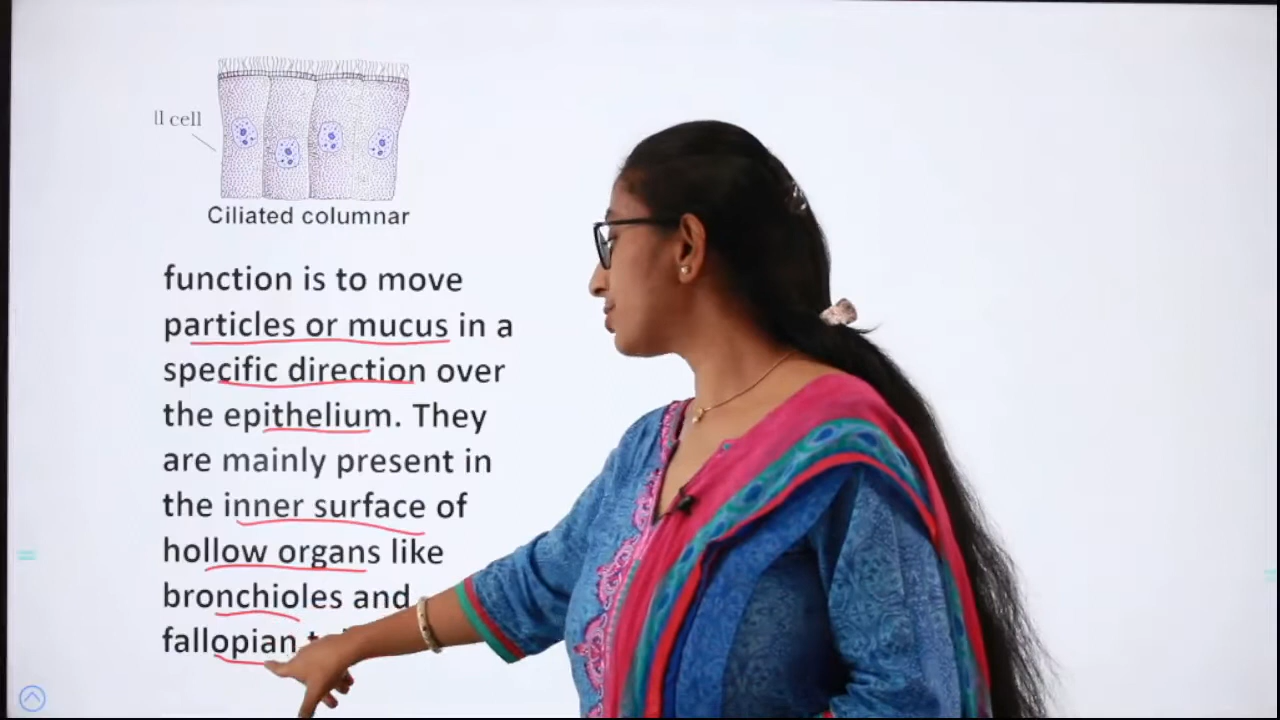 ll cell
Ciliated columnar
function is to move
particles or mucus in a
specific direction over
the epithelium. They
are mainly present in
the inner surface of
hollow organs like
bronchioles and
fallopian